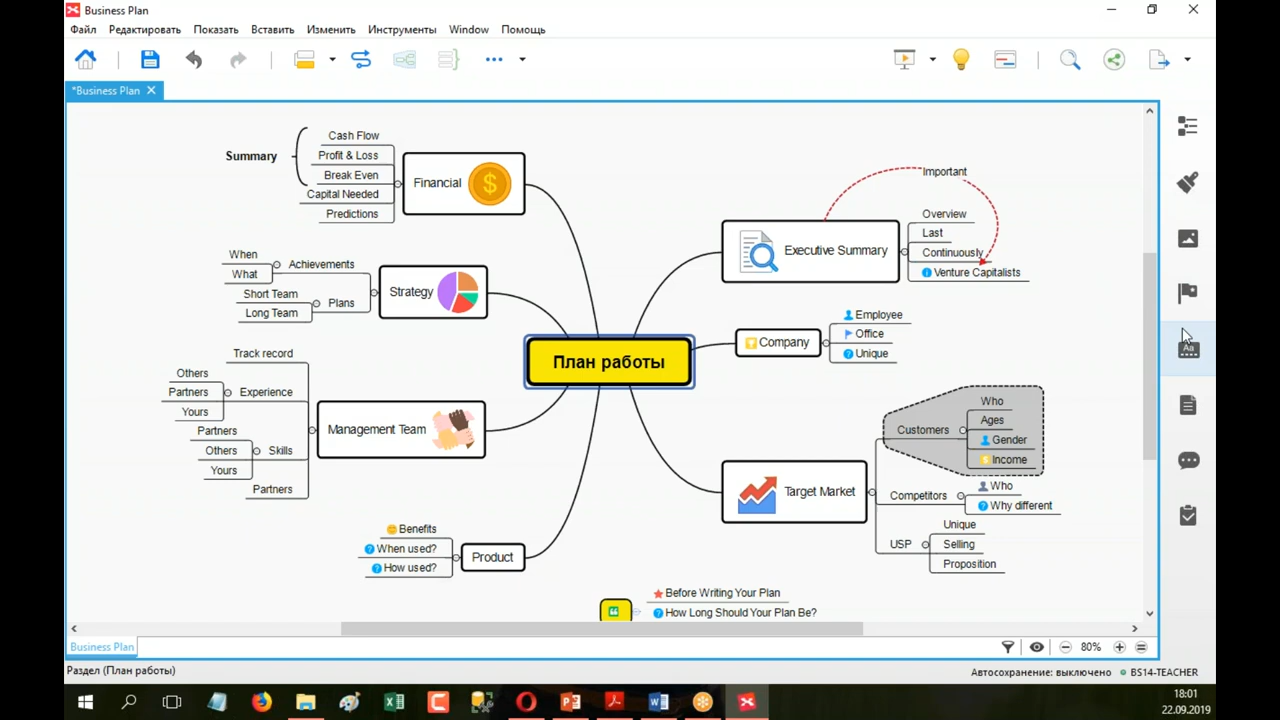 Business Plan
Файл Редактировать Показать Вставить Изменить Инструменты Window Помощь
*Business Plan
Summary
Cash Flow
Profit & Loss
Break Even
Capital Needed
Predictions
Financial
$
When
What
Achievements
Short Team
Long Team
Plans
Strategy
Track record
Others
Partners
Yours
Experience
Partners
Others
Yours
Skills
Partners
Management Team
Benefits
When used?
How used?
Product
План работы
Important
Executive Summary
Overview
Last
Continuously
Venture Capitalists
Company
Employee
Office
Unique
Target Market
Customers
Who
Ages
Gender
Income
Competitors
Who
Why different
USP
Unique
Selling
Proposition
Before Writing Your Plan
How Long Should Your Plan Be?
Aa
Business Plan
80%
Раздел (План работы)
Автосохранение: выключено
BS14-TEACHER
18:01
22.09.2019